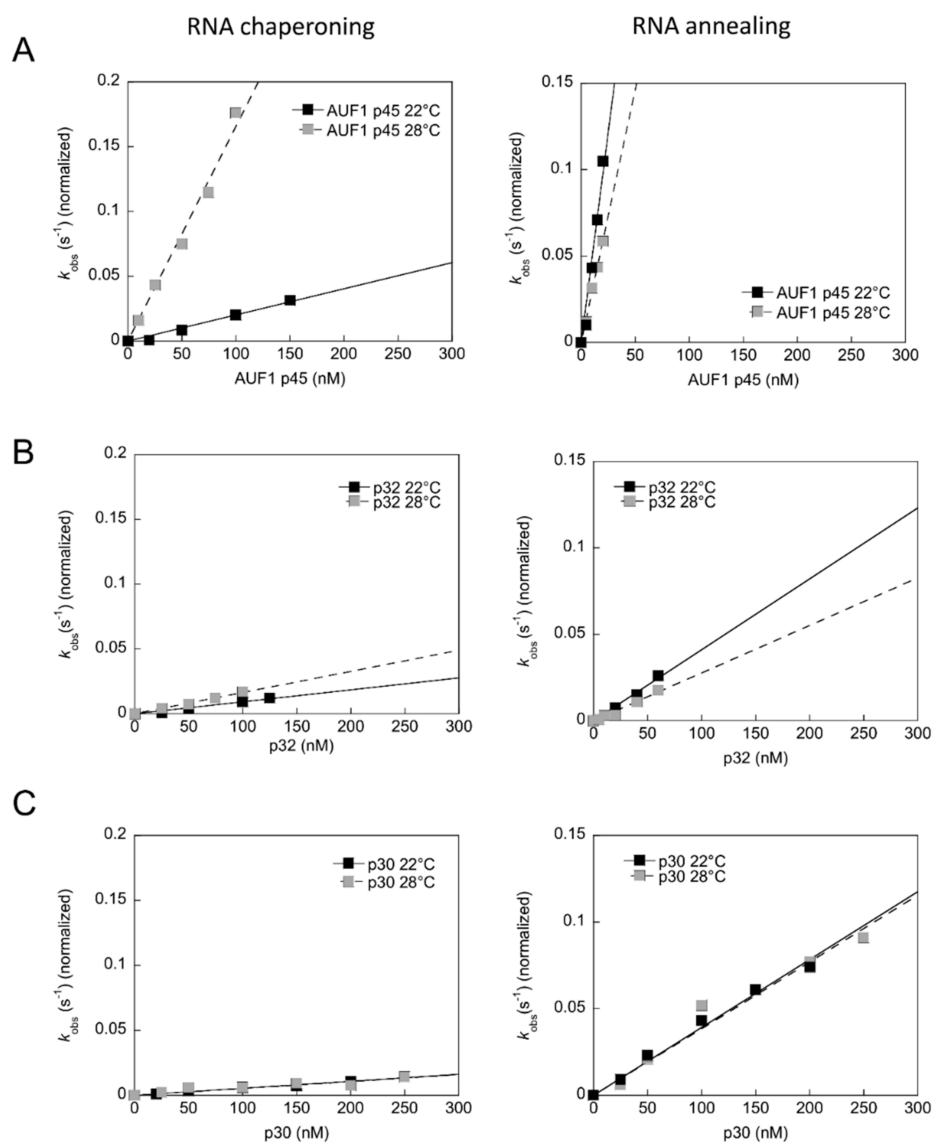 RNA chaperoning
RNA annealing
A
0.2
0.15
0.1
0.05
0
k obs (s⁻¹) (normalized)
AUF1 p45 22°C
AUF1 p45 28°C
0 50 100 150 200 250 300
AUF1 p45 (nM)
0.15
0.1
0.05
0
k obs (s⁻¹) (normalized)
AUF1 p45 22°C
AUF1 p45 28°C
0 50 100 150 200 250 300
AUF1 p45 (nM)
B
0.2
0.15
0.1
0.05
0
k obs (s⁻¹) (normalized)
p32 22°C
p32 28°C
0 50 100 150 200 250 300
p32 (nM)
0.15
0.1
0.05
0
k obs (s⁻¹) (normalized)
p32 22°C
p32 28°C
0 50 100 150 200 250 300
p32 (nM)
C
0.2
0.15
0.1
0.05
0
k obs (s⁻¹) (normalized)
p30 22°C
p30 28°C
0 50 100 150 200 250 300
p30 (nM)
0.15
0.1
0.05
0
k obs (s⁻¹) (normalized)
p30 22°C
p30 28°C
0 50 100 150 200 250 300
p30 (nM)